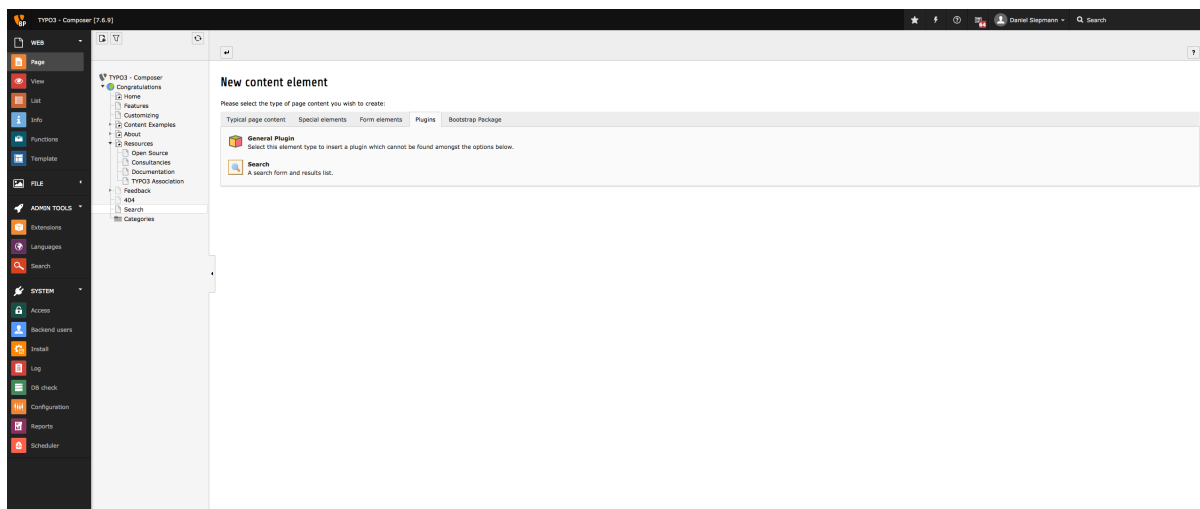 TYPO3 - Composer [7.6.9]
64
Daniel Siepmann
Search
WEB
Page
View
List
Info
Functions
Template
FILE
ADMIN TOOLS
Extensions
Languages
Search
SYSTEM
Access
Backend users
Install
Log
DB check
Configuration
Reports
Scheduler
TYPO3 - Composer
Congratulations
Home
Features
Customizing
Content Examples
About
Resources
Open Source
Consultancies
Documentation
TYPO3 Association
Feedback
404
Search
Categories
New content element
Please select the type of page content you wish to create:
Typical page content Special elements Form elements Plugins Bootstrap Package
General Plugin
Select this element type to insert a plugin which cannot be found amongst the options below.
Search
A search form and results list.